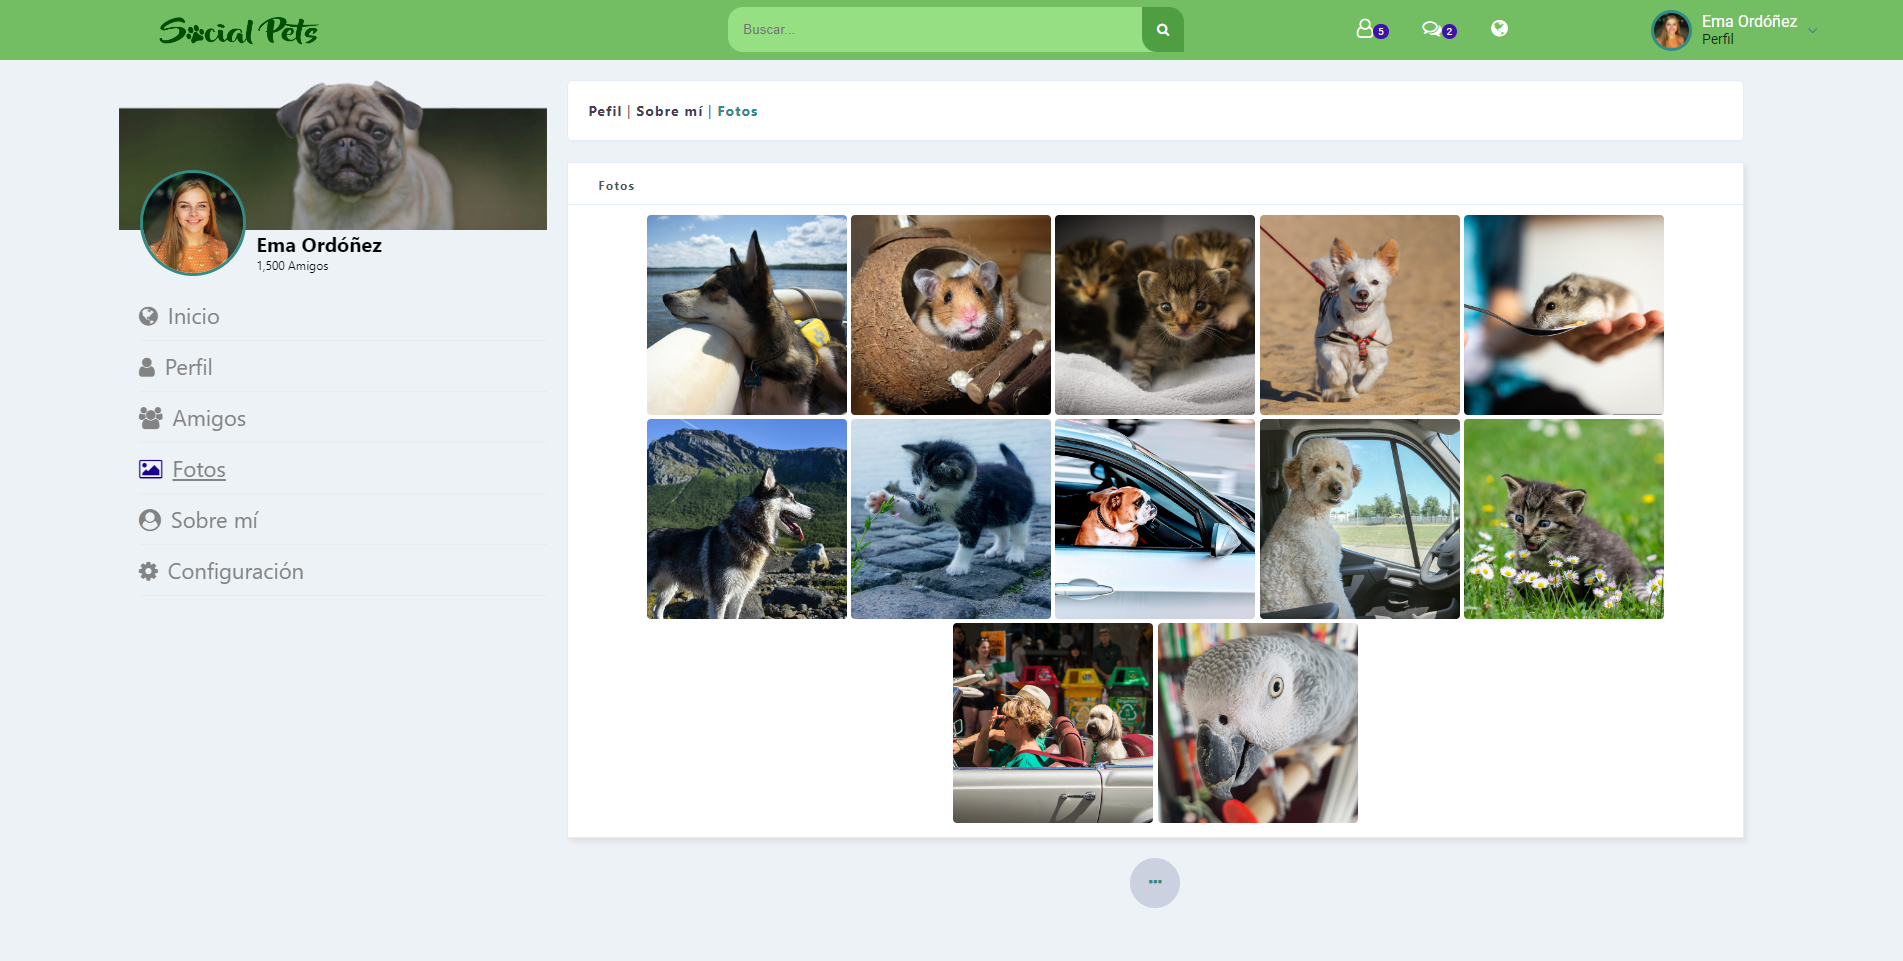 Social Pets
Buscar...
5
2
Ema Ordóñez
Perfil
Ema Ordóñez
1,500 Amigos
Inicio
Perfil
Amigos
Fotos
Sobre mí
Configuración
Pefil | Sobre mí | Fotos
Fotos